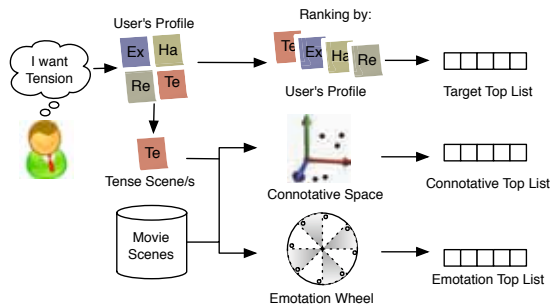 User's Profile
Ranking by:
I want
Tension
Ex
Ha
Re
Te
Te
Ex
Ha
Re
User's Profile
Target Top List
Te
Tense Scene/s
Connotative Space
Connotative Top List
Movie
Scenes
Emotation Wheel
Emotation Top List